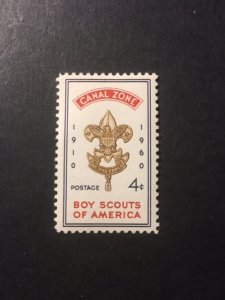 CANAL ZONE
1910
1960
POSTAGE 4¢
BOY SCOUTS
OF AMERICA